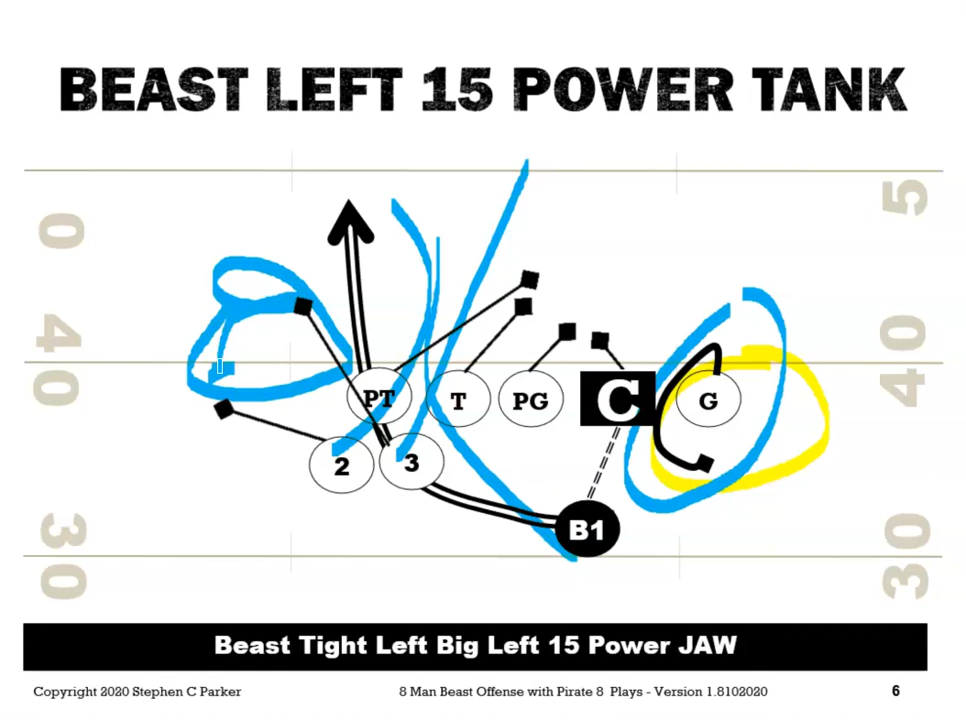 BEAST LEFT 15 POWER TANK
0 5
4 4
0 0
PT T PG C G
2 3
B1
3 3
0 0
Beast Tight Left Big Left 15 Power JAW
Copyright 2020 Stephen C Parker 8 Man Beast Offense with Pirate 8 Plays - Version 1.8102020 6